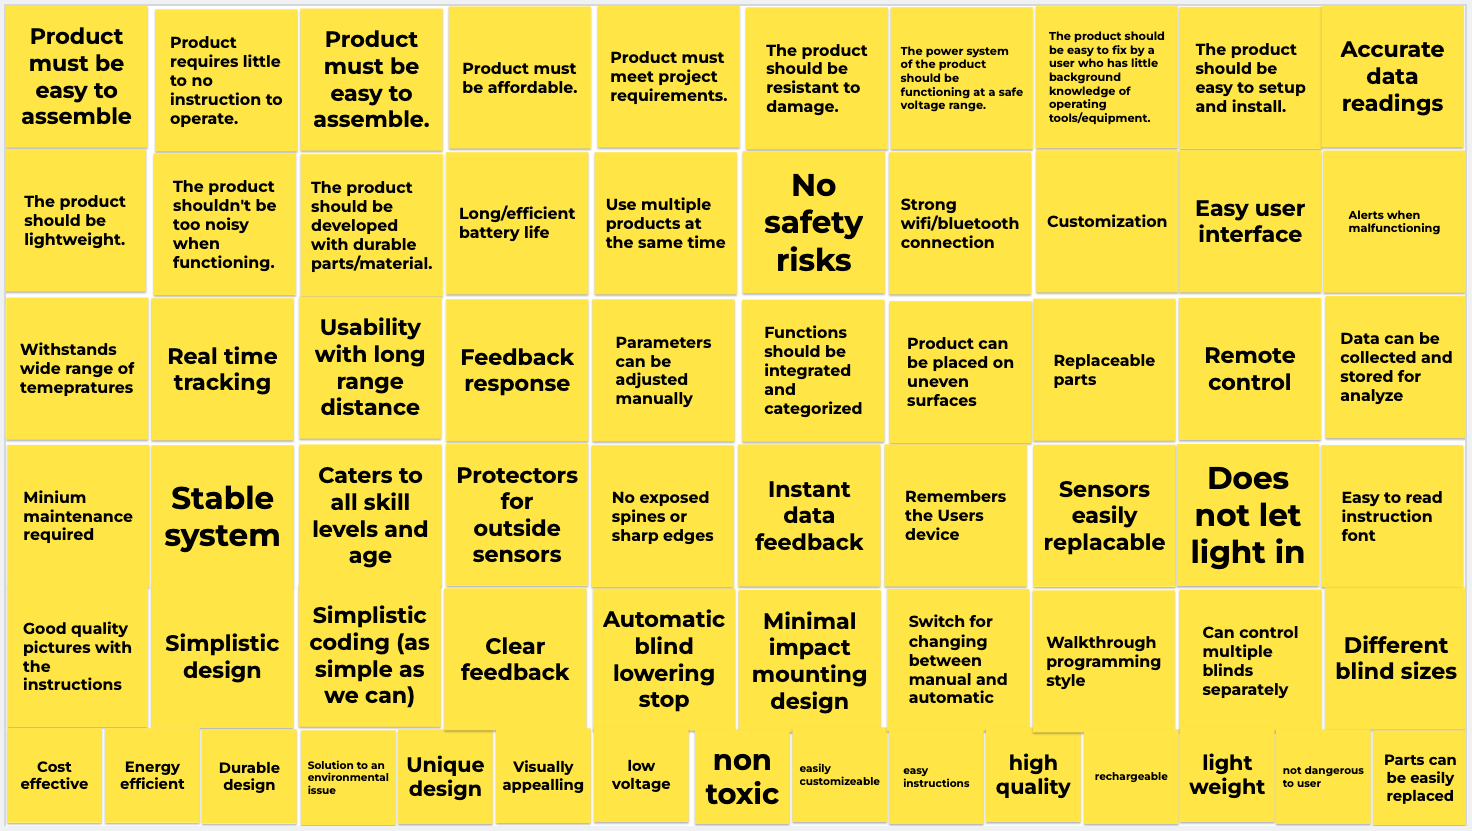 Product
must be
easy to
assemble
Product
requires little
to no
instruction to
operate.
Product
must be
easy to
assemble.
Product must
be affordable.
Product must
meet project
requirements.
The product
should be
resistant to
damage.
The power system
of the product
should be
functioning at a safe
voltage range.
The product should
be easy to fix by a
user who has little
background
knowledge of
operating
tools/equipment.
The product
should be
easy to setup
and install.
Accurate
data
readings
The product
should be
lightweight.
The product
shouldn't be
too noisy
when
functioning.
The product
should be
developed
with durable
parts/material.
Long/efficient
battery life
Use multiple
products at
the same time
No
safety
risks
Strong
wifi/bluetooth
connection
Customization
Easy user
interface
Alerts when
malfunctioning
Withstands
wide range of
temepratures
Real time
tracking
Usability
with long
range
distance
Feedback
response
Parameters
can be
adjusted
manually
Functions
should be
integrated
and
categorized
Product can
be placed on
uneven
surfaces
Replaceable
parts
Remote
control
Data can be
collected and
stored for
analyze
Minium
maintenance
required
Stable
system
Caters to
all skill
levels and
age
Protectors
for
outside
sensors
No exposed
spines or
sharp edges
Instant
data
feedback
Remembers
the Users
device
Sensors
easily
replacable
Does
not let
light in
Easy to read
instruction
font
Good quality
pictures with
the
instructions
Simplistic
design
Simplistic
coding (as
simple as
we can)
Clear
feedback
Automatic
blind
lowering
stop
Minimal
impact
mounting
design
Switch for
changing
between
manual and
automatic
Walkthrough
programming
style
Can control
multiple
blinds
separately
Different
blind sizes
Cost
effective
Energy
efficient
Durable
design
Solution to an
environmental
issue
Unique
design
Visually
appealling
low
voltage
non
toxic
easily
customizeable
easy
instructions
high
quality
rechargeable
light
weight
not dangerous
to user
Parts can
be easily
replaced